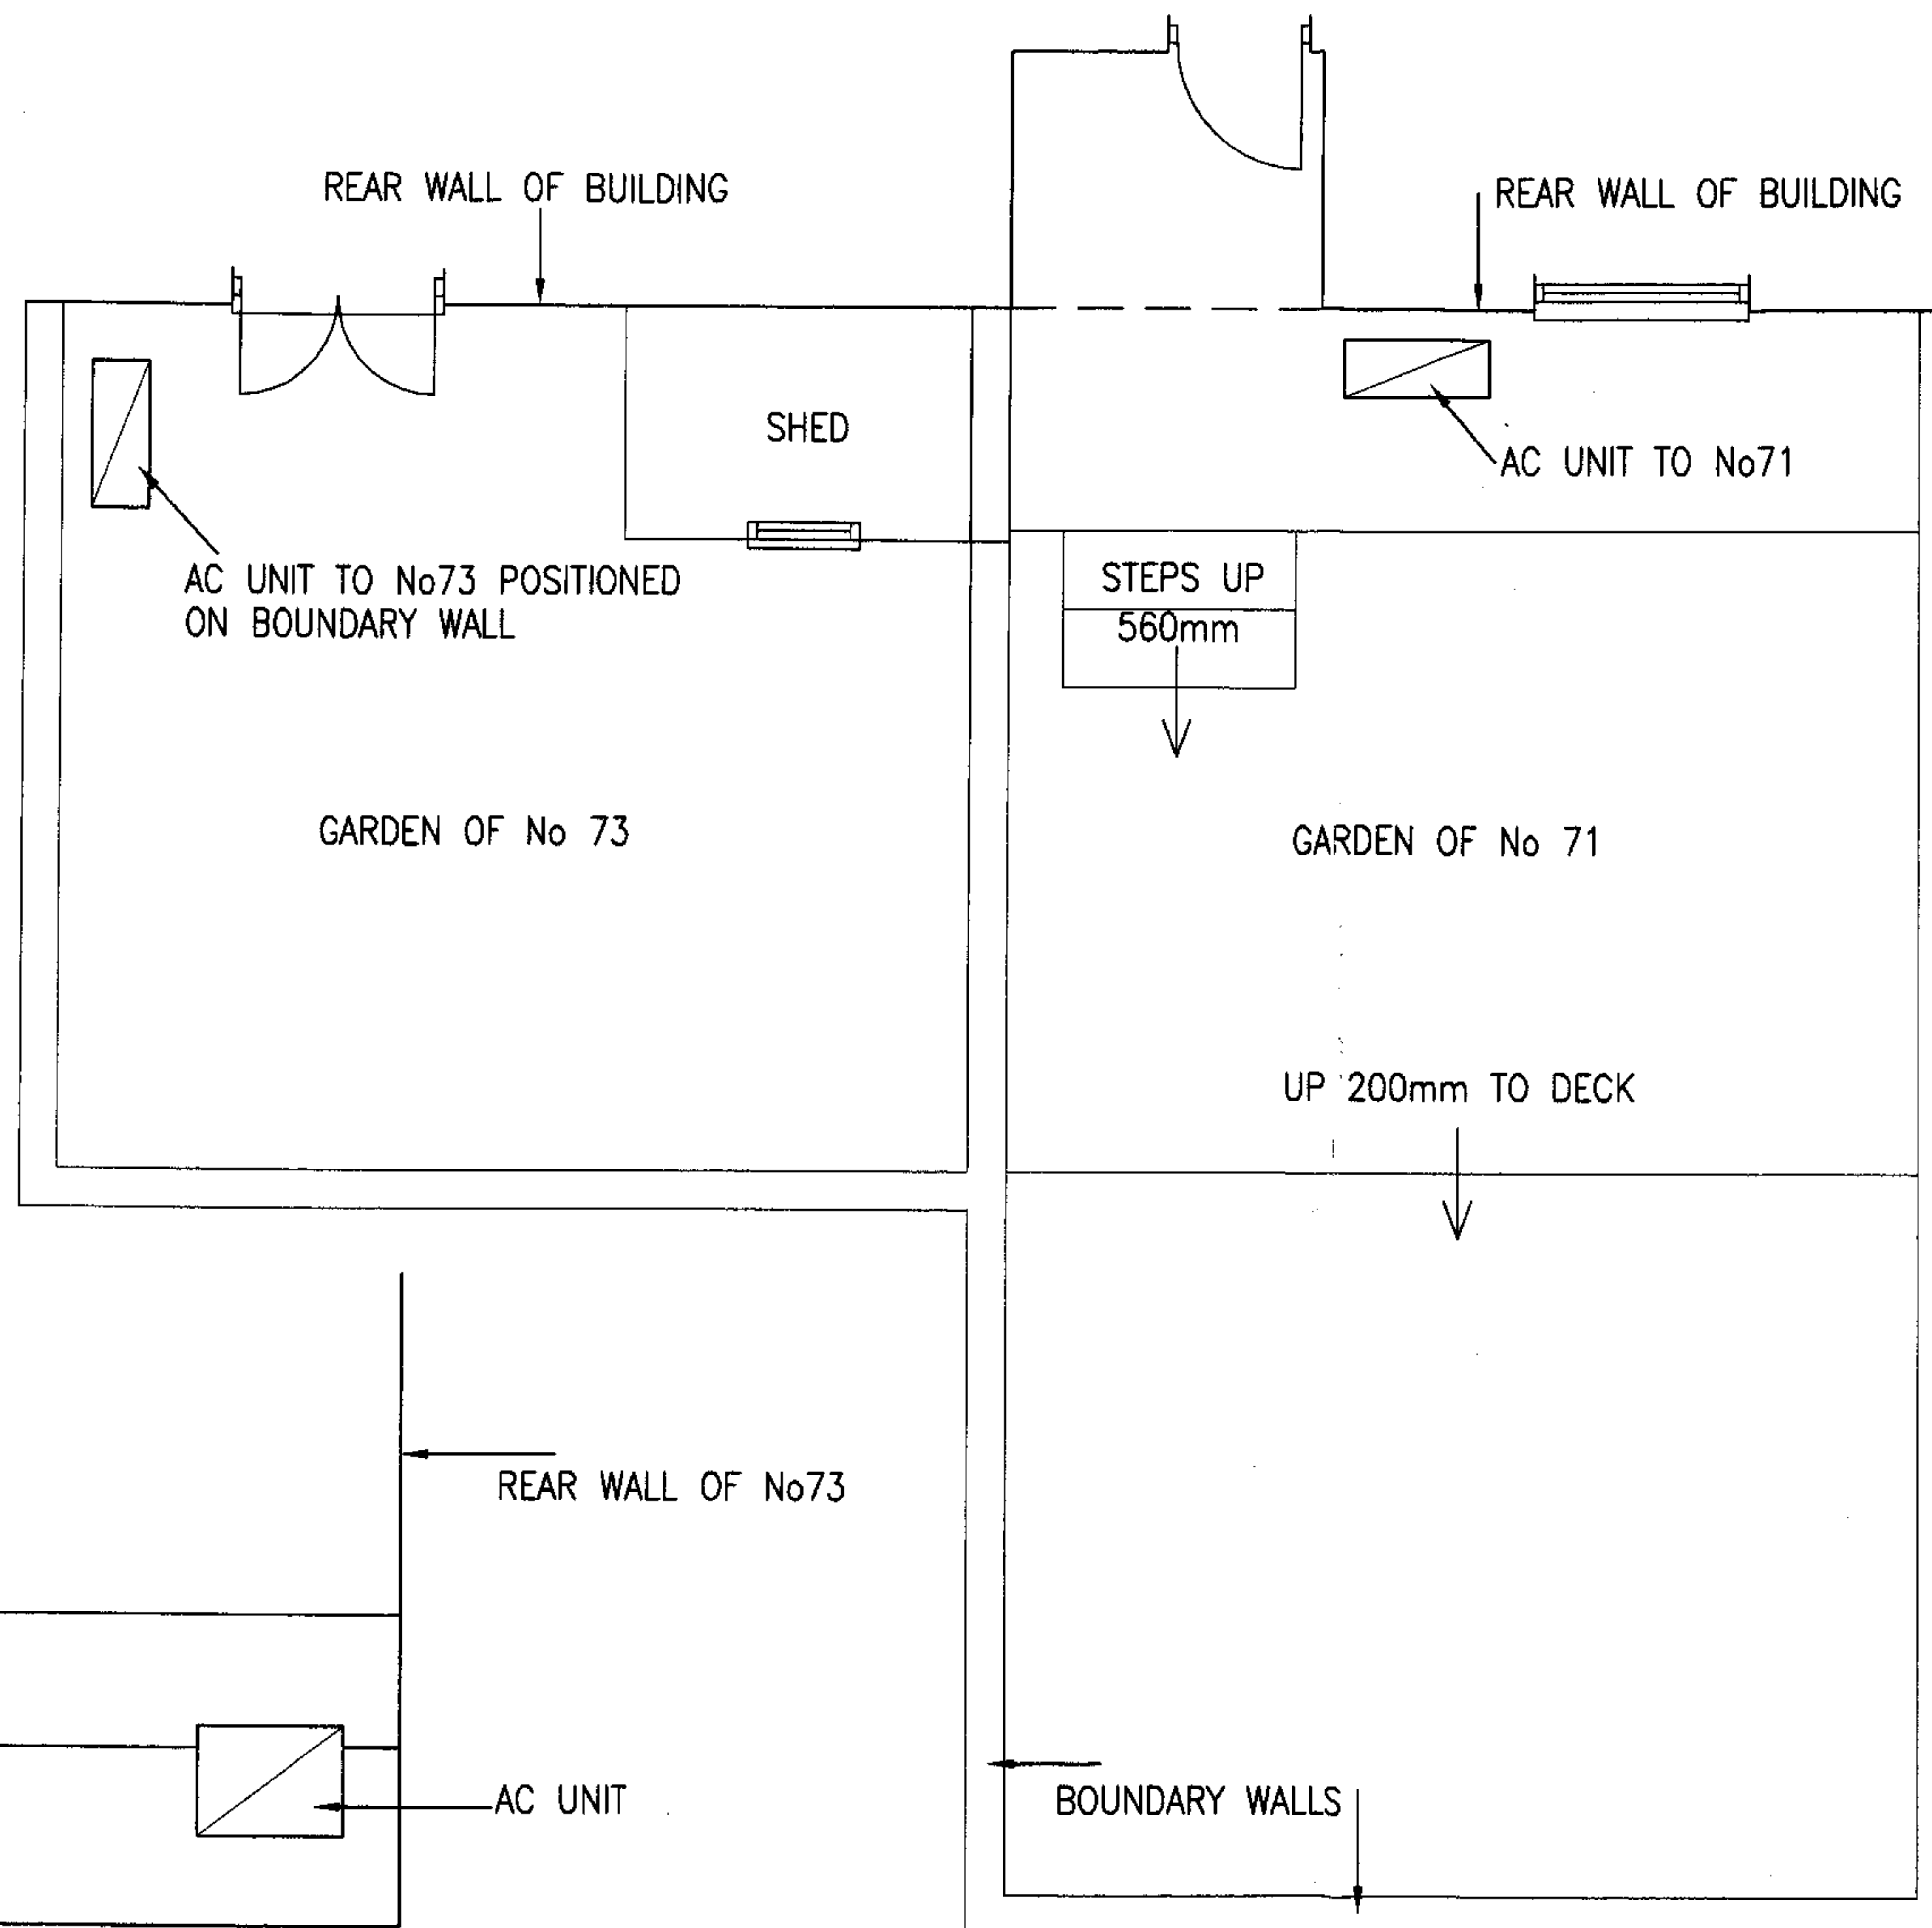 REAR WALL OF BUILDING
REAR WALL OF BUILDING
SHED
AC UNIT TO No71
AC UNIT TO No73 POSITIONED
ON BOUNDARY WALL
STEPS UP
560mm
GARDEN OF No 73
GARDEN OF No 71
UP 200mm TO DECK
REAR WALL OF No73
AC UNIT
BOUNDARY WALLS